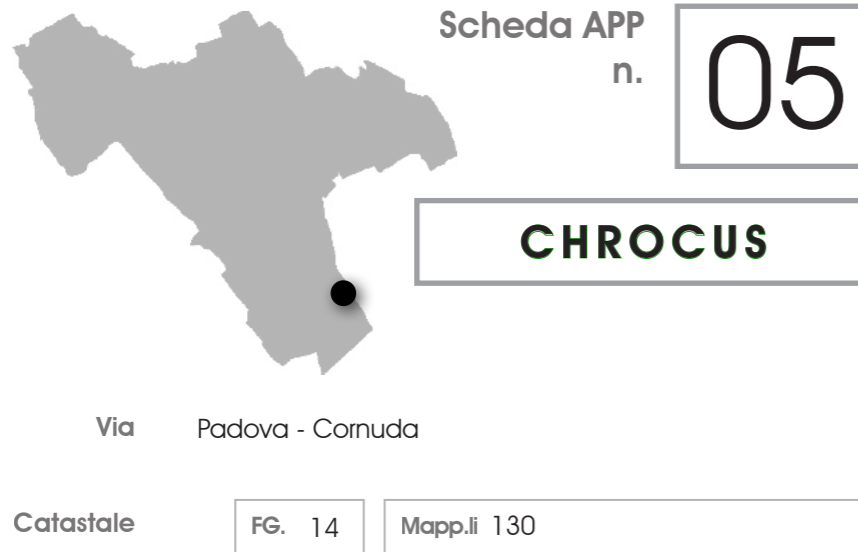 Scheda APP
n. 05
CHROCUS
Via Padova - Cornuda
Catastale FG. 14 Mapp.li 130